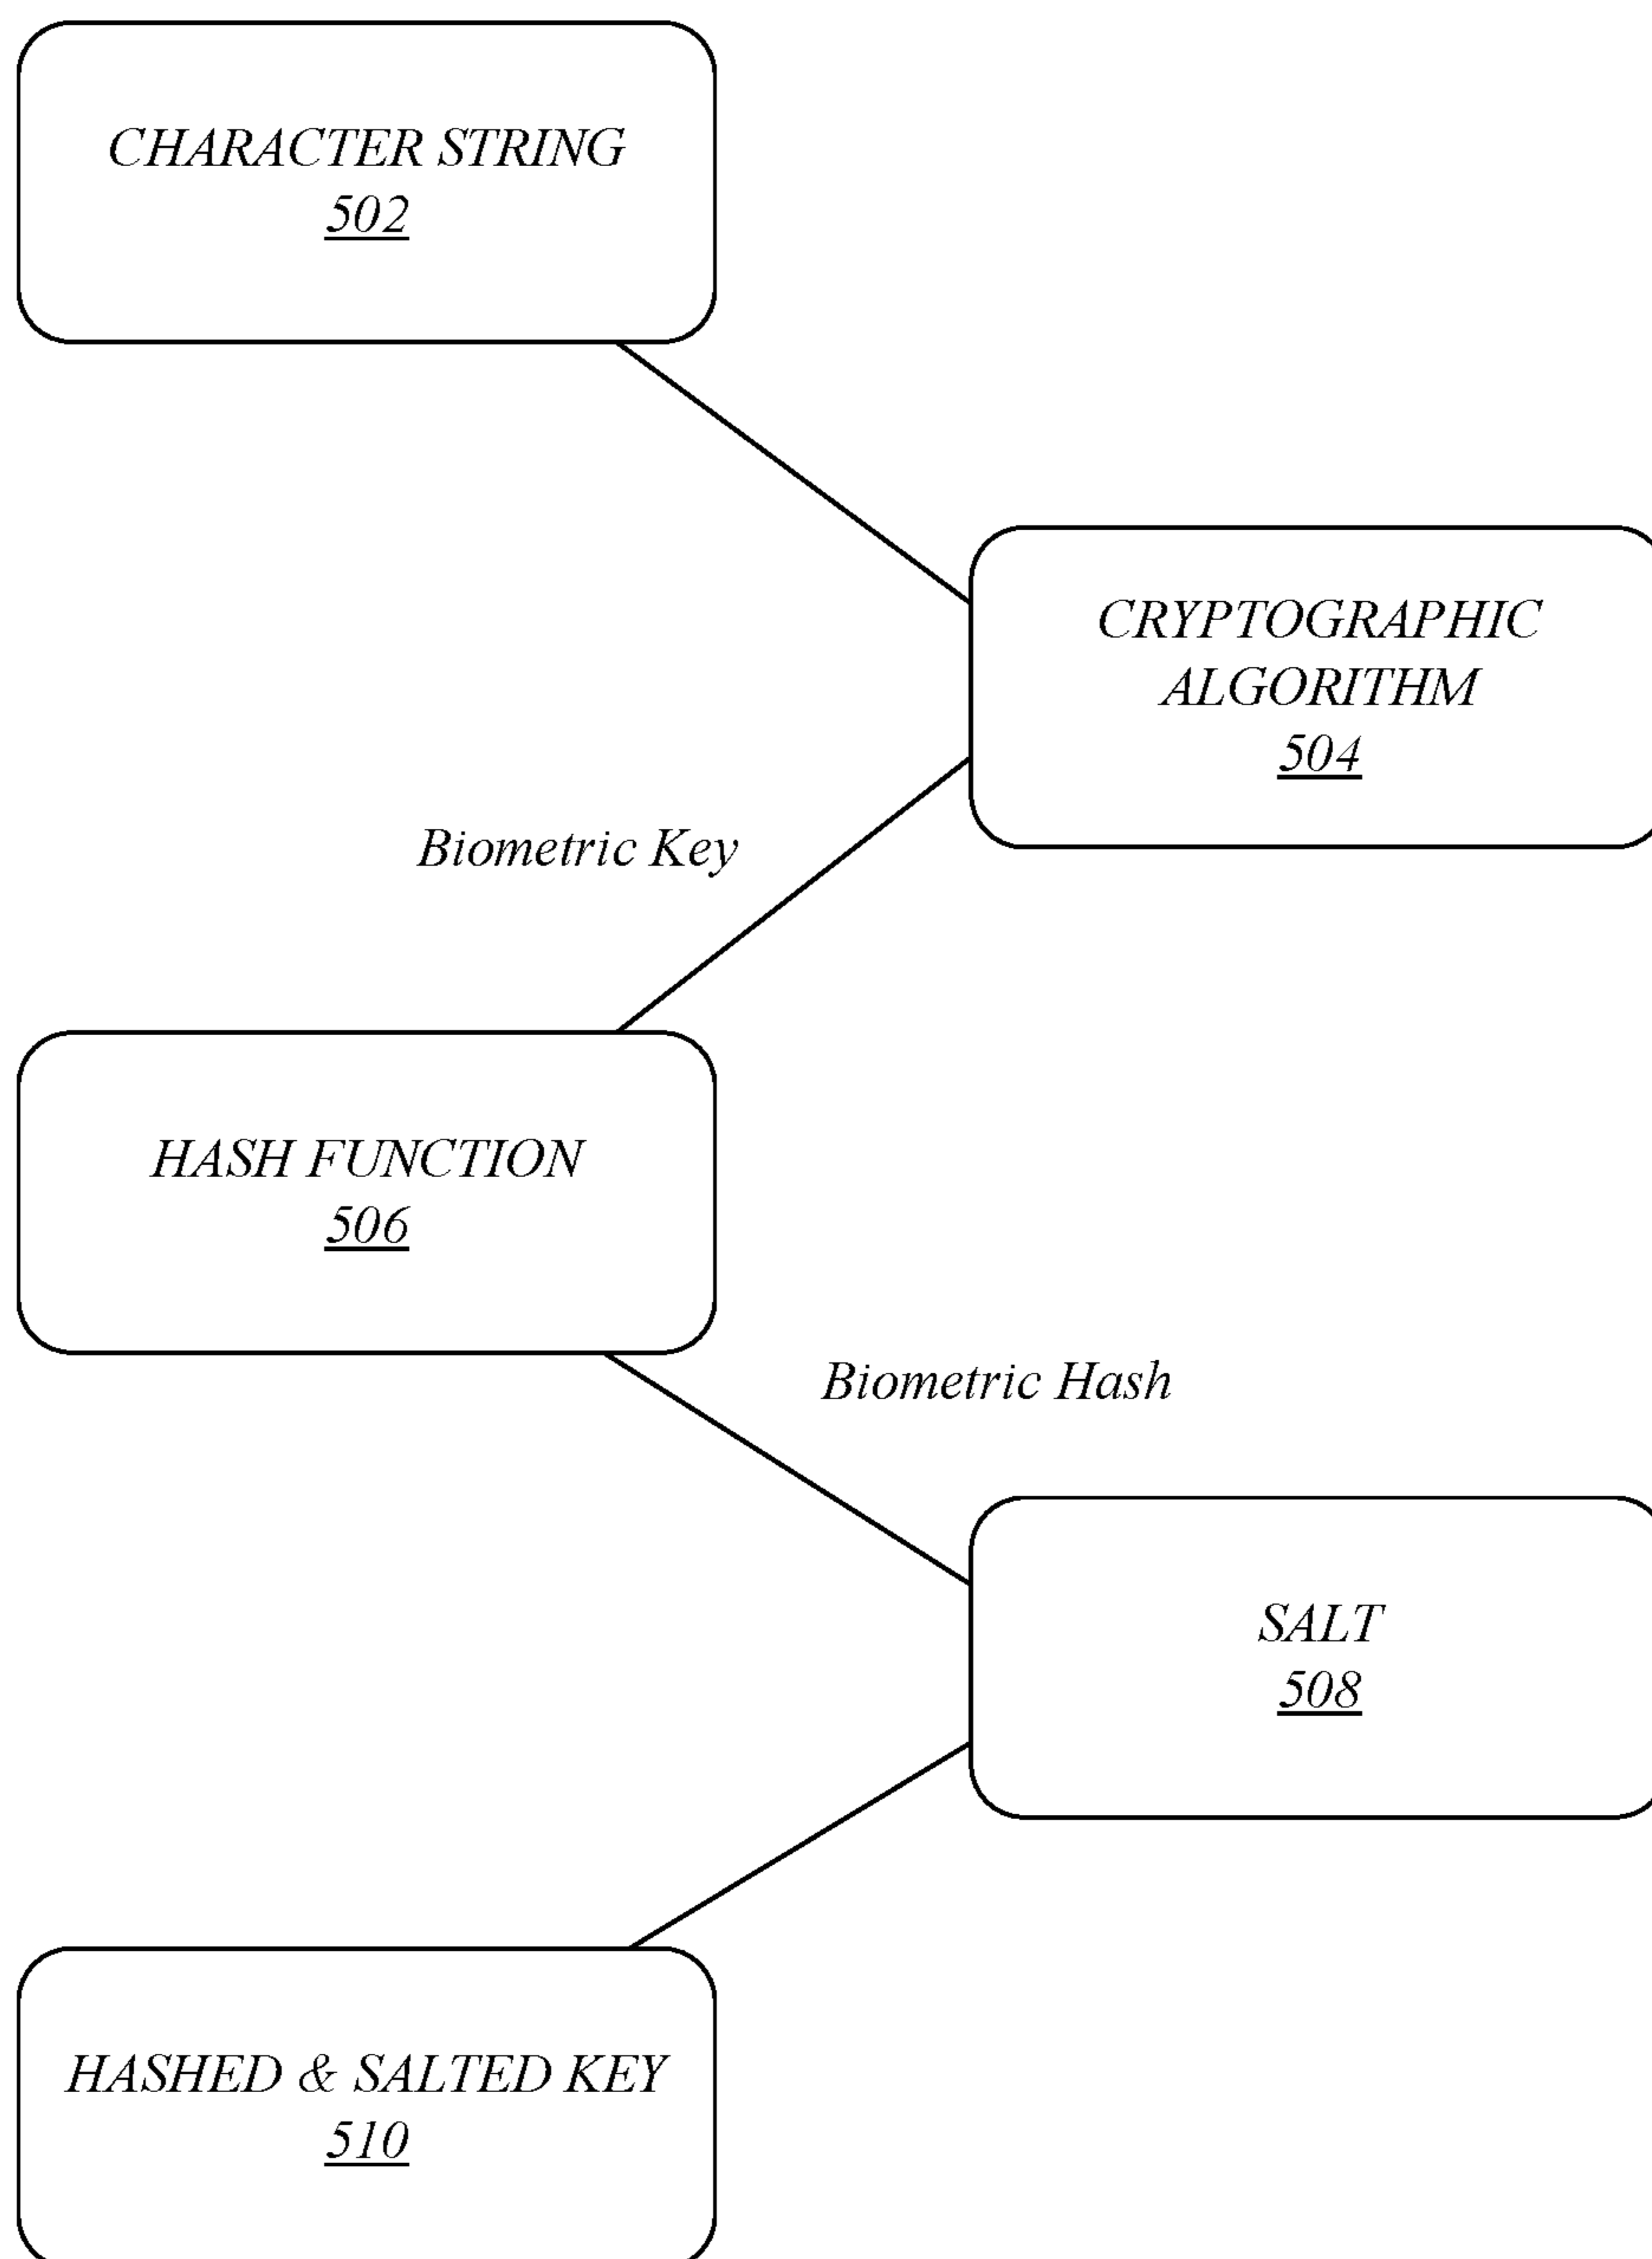 CHARACTER STRING
502
CRYPTOGRAPHIC
ALGORITHM
504
Biometric Key
HASH FUNCTION
506
Biometric Hash
SALT
508
HASHED & SALTED KEY
510